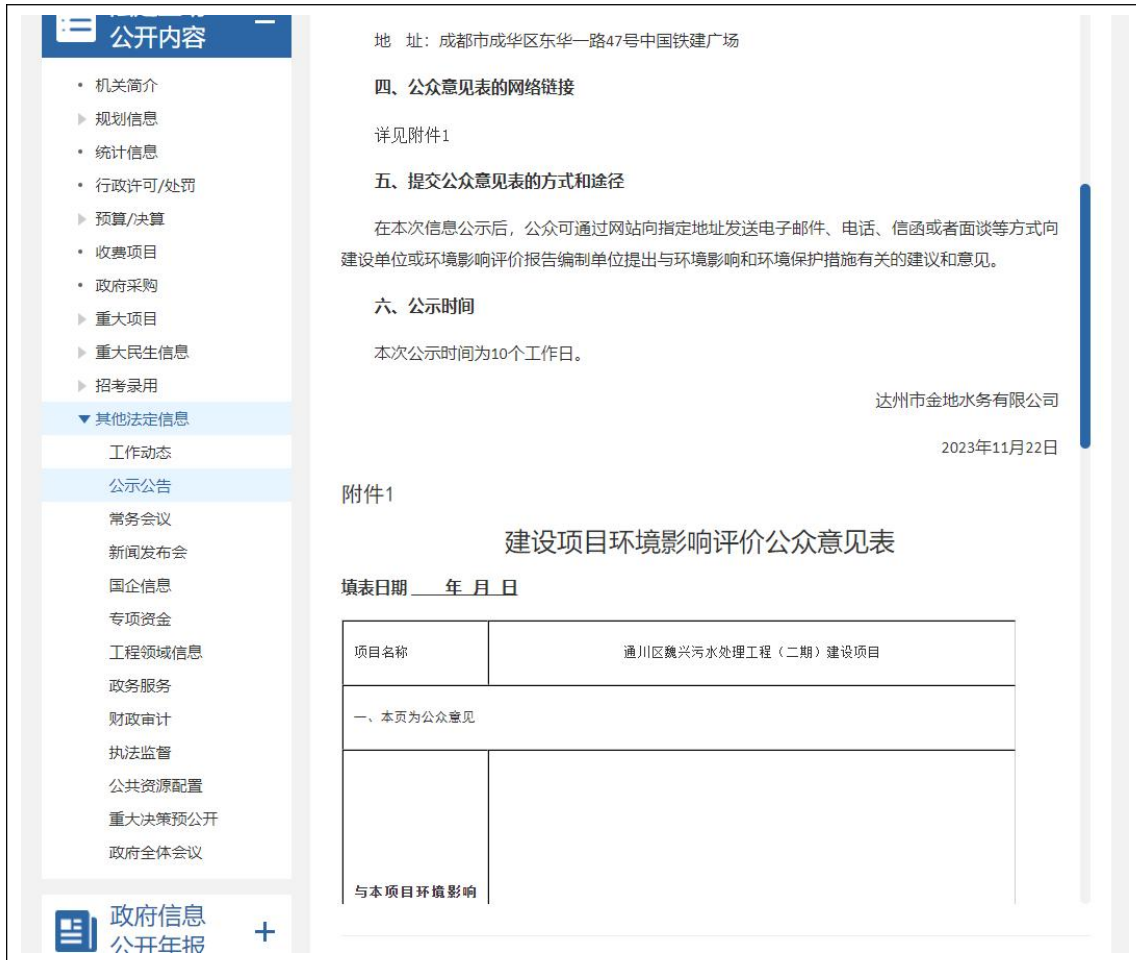 公开内容
机关简介
规划信息
统计信息
行政许可/处罚
预算/决算
收费项目
政府采购
重大项目
重大民生信息
招考录用
其他法定信息
工作动态
公示公告
常务会议
新闻发布会
国企信息
专项资金
工程领域信息
政务服务
财政审计
执法监督
公共资源配置
重大决策预公开
政府全体会议
政府信息
公开年报
地 址：成都市成华区东华一路47号中国铁建广场
四、公众意见表的网络链接
详见附件1
五、提交公众意见表的方式和途径
在本次信息公示后，公众可通过网站向指定地址发送电子邮件、电话、信函或者面谈等方式向
建设单位或环境影响评价报告编制单位提出与环境影响和环境保护措施有关的建议和意见。
六、公示时间
本次公示时间为10个工作日。
达州市金地水务有限公司
2023年11月22日
附件1
建设项目环境影响评价公众意见表
填表日期 年 月 日
项目名称 通川区魏兴污水处理工程（二期）建设项目
一、本页为公众意见
与本项目环境影响